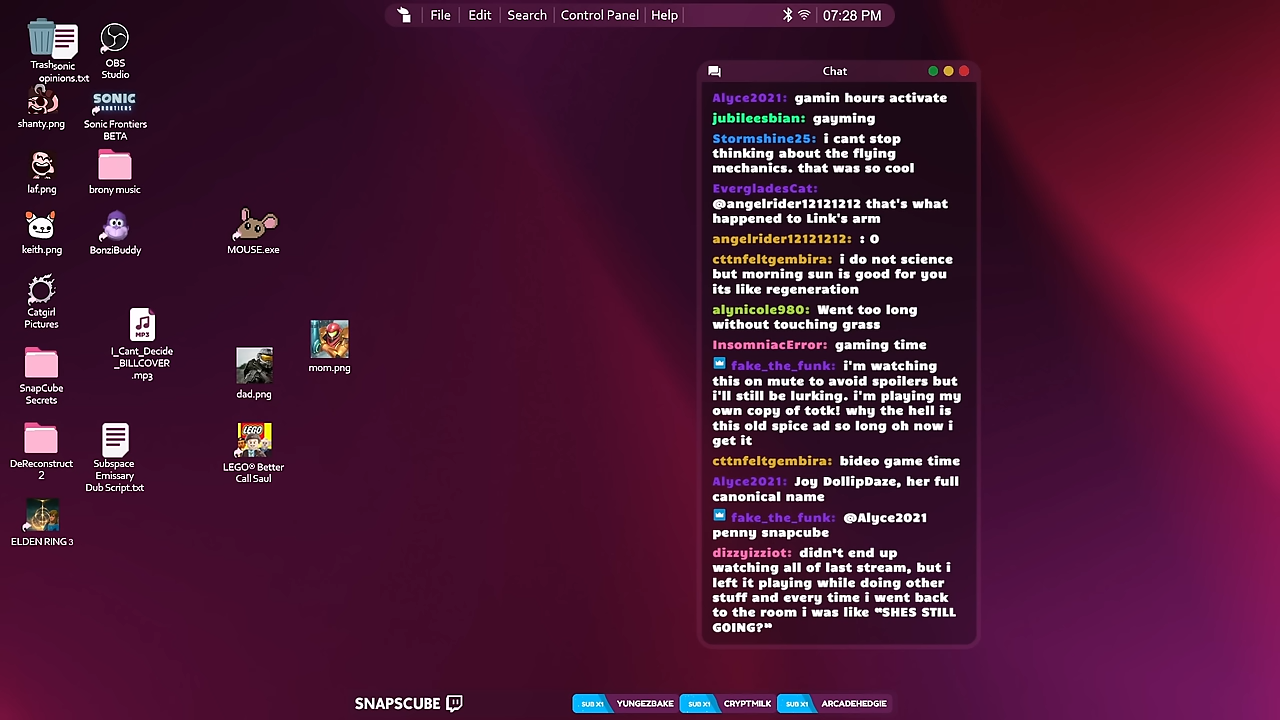 File
Edit
Search
Control Panel
Help
07:28 PM
Trash
sonic
opinions.txt
OBS
Studio
shanty.png
SONIC
FRONTIERS
Sonic Frontiers
BETA
laf.png
brony music
keith.png
BonziBuddy
MOUSE.exe
Catgirl
Pictures
MP3
I_Cant_Decide
_BILLCOVER
.mp3
mom.png
dad.png
SnapCube
Secrets
DeReconstruct
2
Subspace
Emissary
Dub Script.txt
LEGO
LEGO® Better
Call Saul
ELDEN RING 3
Chat
Alyce2021: gamin hours activate
jubileesbian: gayming
Stormshine25: i cant stop
thinking about the flying
mechanics. that was so cool
EvergladesCat:
@angelrider12121212 that's what
happened to Link's arm
angelrider12121212: : O
cttnfeltgembira: i do not science
but morning sun is good for you
its like regeneration
alynicole980: Went too long
without touching grass
InsomniacError: gaming time
fake_the_funk: i'm watching
this on mute to avoid spoilers but
i'll still be lurking. i'm playing my
own copy of totk! why the hell is
this old spice ad so long oh now i
get it
cttnfeltgembira: bideo game time
Alyce2021: Joy DollipDaze, her full
canonical name
fake_the_funk: @Alyce2021
penny snapcube
dizzyizziot: didn't end up
watching all of last stream, but i
left it playing while doing other
stuff and every time i went back
to the room i was like "SHES STILL
GOING?"
SNAPSCUBE
SUB X1 YUNGEZBAKE
SUB X1 CRYPTMILK
SUB X1 ARCADEHEDGIE